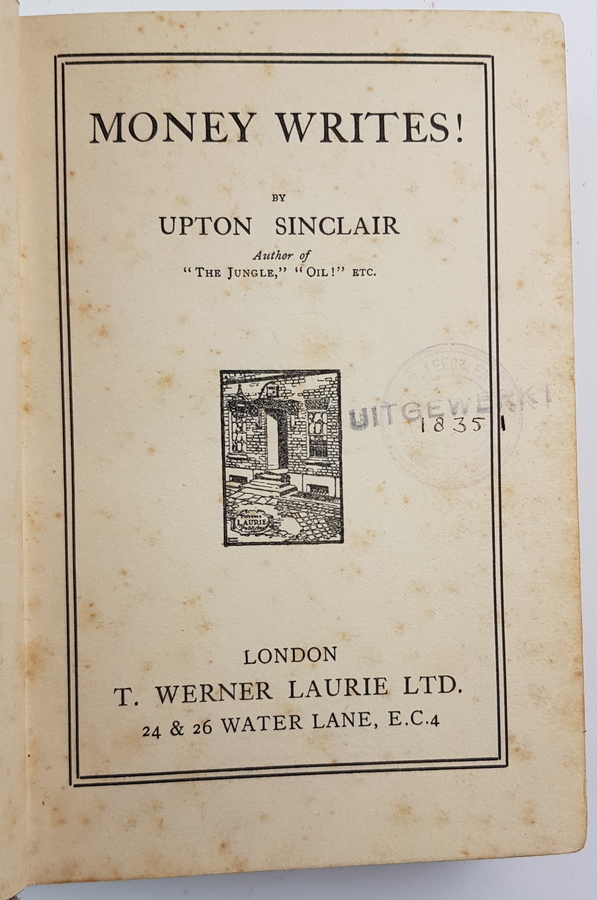 MONEY WRITES!
BY
UPTON SINCLAIR
Author of
“THE JUNGLE,” “OIL!” ETC.
UITGEWERKT
18351
LAURIE
LONDON
T. WERNER LAURIE LTD.
24 & 26 WATER LANE, E.C.4